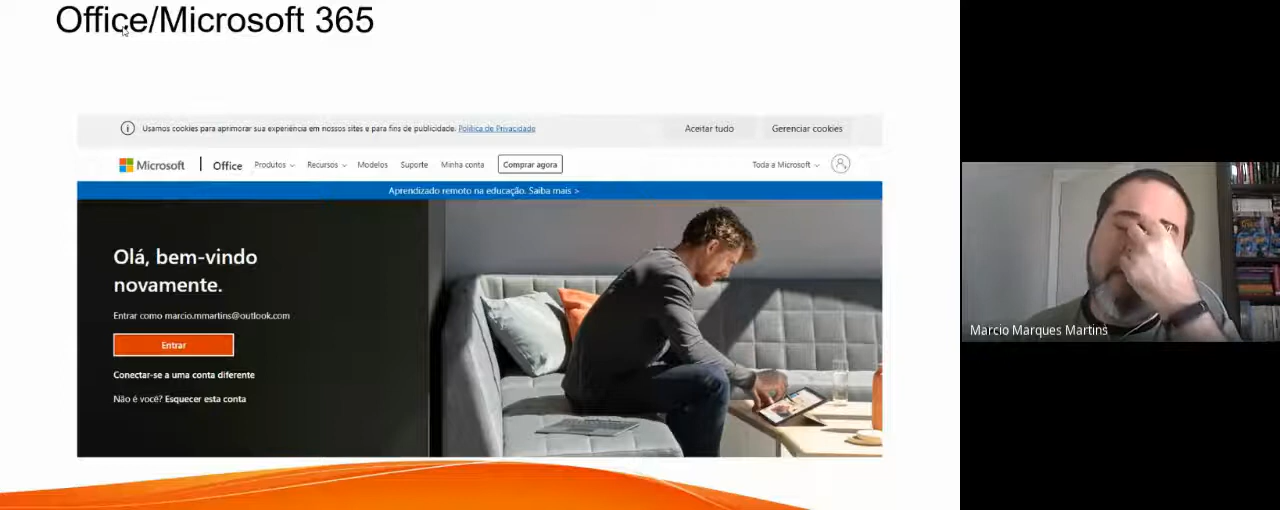 Office/Microsoft 365
Usamos cookies para aprimorar sua experiência em nossos sites e para fins de publicidade. Política de Privacidade
Aceitar tudo
Gerenciar cookies
Microsoft
Office
Produtos
Recursos
Modelos
Suporte
Minha conta
Comprar agora
Toda a Microsoft
Aprendizado remoto na educação. Saiba mais >
Olá, bem-vindo
novamente.
Entrar como marcio.mmartins@outlook.com
Entrar
Conectar-se a uma conta diferente
Não é você? Esquecer esta conta
Marcio Marques Martins